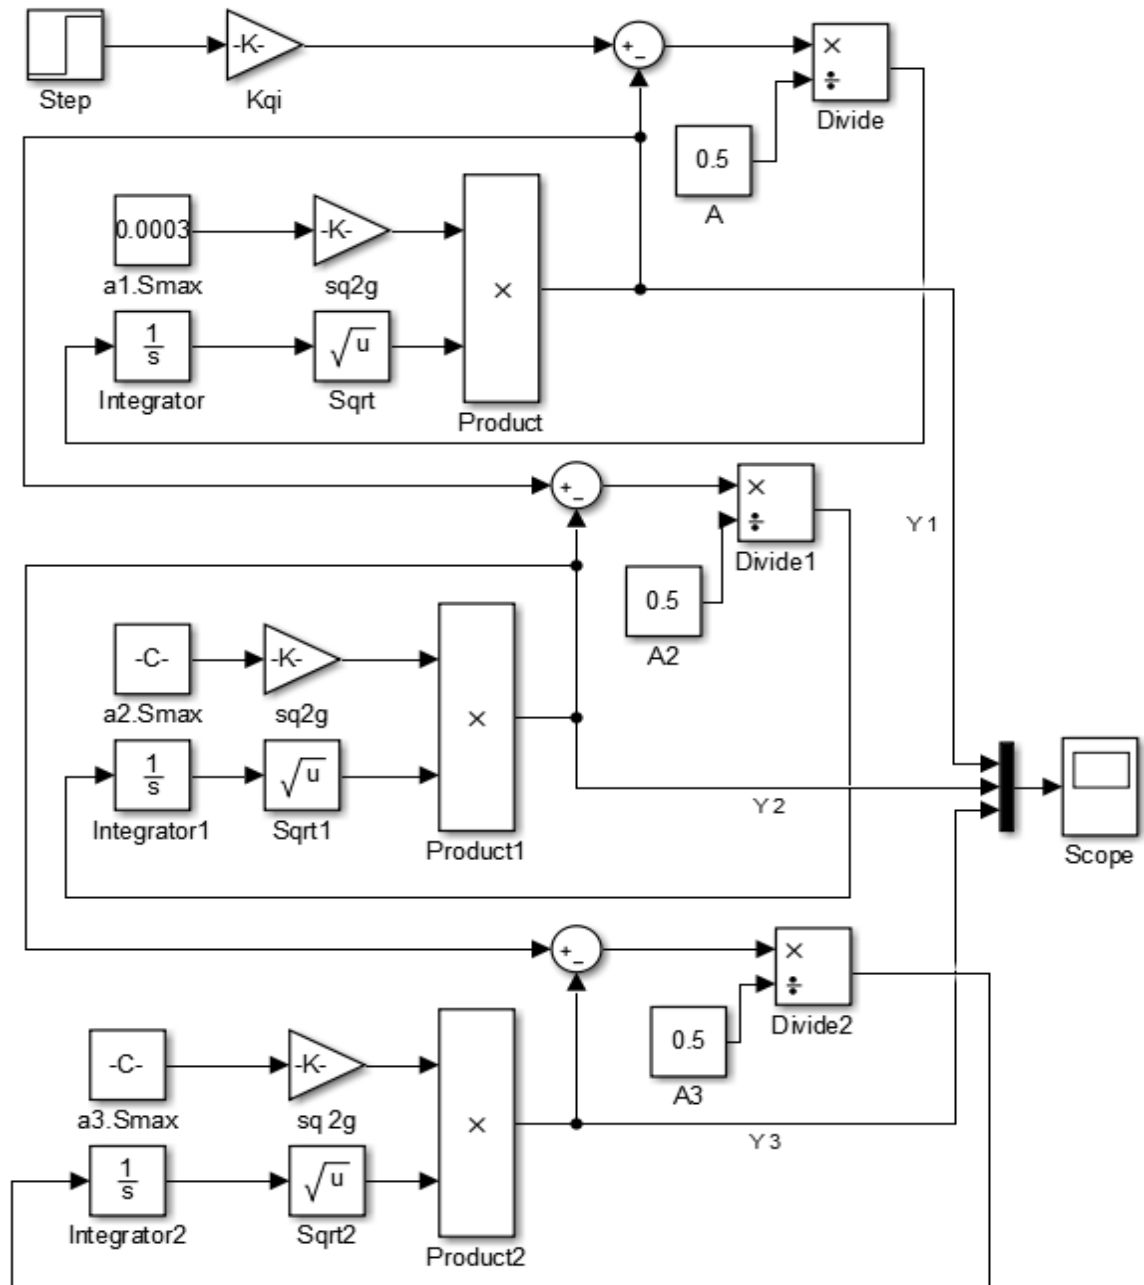 -K-
+
−
×
÷
Step
Kqi
Divide
0.5
A
0.0003
-K-
×
a1.Smax
sq2g
1
s
√u
Integrator
Sqrt
Product
+
−
×
÷
Y1
Divide1
0.5
A2
-C-
-K-
×
a2.Smax
sq2g
1
s
√u
Y2
Integrator1
Sqrt1
Product1
Scope
+
−
×
÷
Divide2
0.5
A3
-C-
-K-
×
a3.Smax
sq 2g
Y3
1
s
√u
Integrator2
Sqrt2
Product2